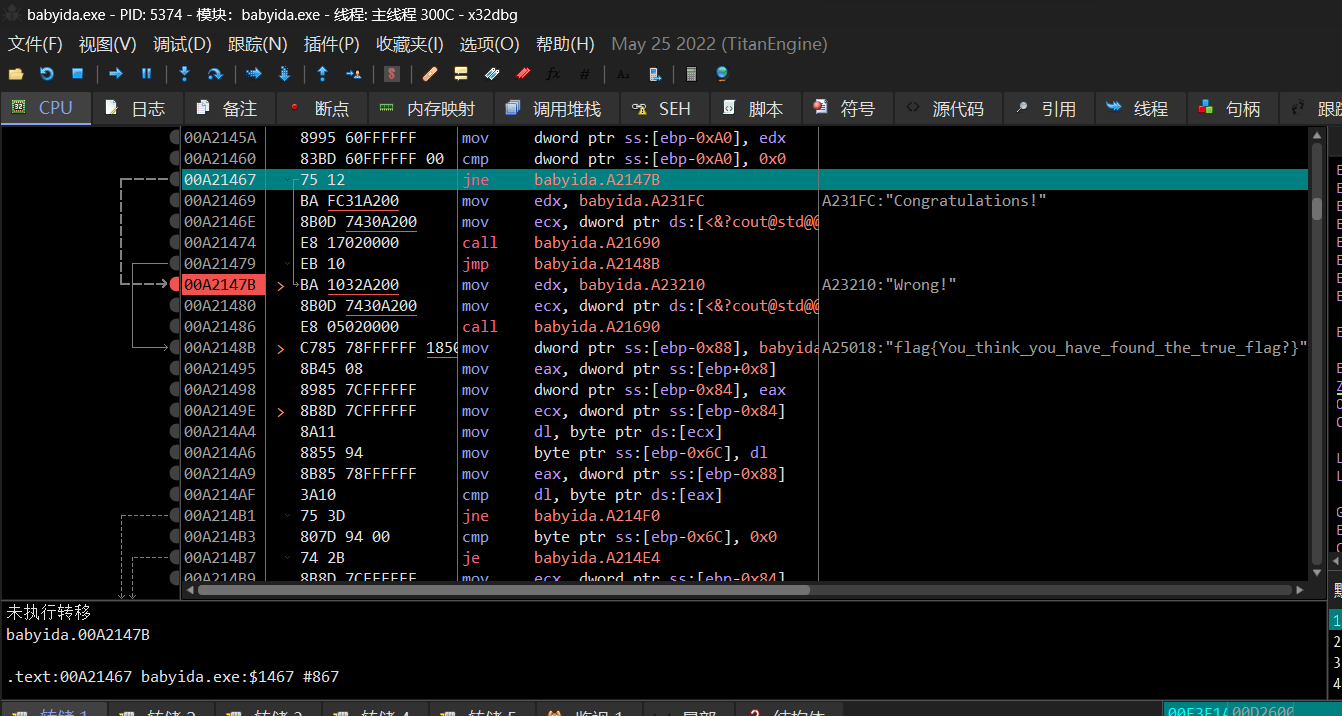 babyida.exe - PID: 5374 - 模块: babyida.exe - 线程: 主线程 300C - x32dbg
文件(F) 视图(V) 调试(D) 跟踪(N) 插件(P) 收藏夹(I) 选项(O) 帮助(H) May 25 2022 (TitanEngine)
CPU 日志 备注 断点 内存映射 调用堆栈 SEH 脚本 符号 源代码 引用 线程 句柄 跟踪
00A2145A 8995 60FFFFFF mov dword ptr ss:[ebp-0xA0], edx
00A21460 83BD 60FFFFFF 00 cmp dword ptr ss:[ebp-0xA0], 0x0
00A21467 75 12 jne babyida.A2147B
00A21469 BA FC31A200 mov edx, babyida.A231FC A231FC:"Congratulations!"
00A2146E 8B0D 7430A200 mov ecx, dword ptr ds:[<&?cout@std@@
00A21474 E8 17020000 call babyida.A21690
00A21479 EB 10 jmp babyida.A2148B
00A2147B BA 1032A200 mov edx, babyida.A23210 A23210:"Wrong!"
00A21480 8B0D 7430A200 mov ecx, dword ptr ds:[<&?cout@std@@
00A21486 E8 05020000 call babyida.A21690
00A2148B C785 78FFFFFF 1850 mov dword ptr ss:[ebp-0x88], babyida A25018:"flag{You_think_you_have_found_the_true_flag?}"
00A21495 8B45 08 mov eax, dword ptr ss:[ebp+0x8]
00A21498 8985 7CFFFFFF mov dword ptr ss:[ebp-0x84], eax
00A2149E 8B8D 7CFFFFFF mov ecx, dword ptr ss:[ebp-0x84]
00A214A4 8A11 mov dl, byte ptr ds:[ecx]
00A214A6 8855 94 mov byte ptr ss:[ebp-0x6C], dl
00A214A9 8B85 78FFFFFF mov eax, dword ptr ss:[ebp-0x88]
00A214AF 3A10 cmp dl, byte ptr ds:[eax]
00A214B1 75 3D jne babyida.A214F0
00A214B3 807D 94 00 cmp byte ptr ss:[ebp-0x6C], 0x0
00A214B7 74 2B je babyida.A214E4
00A214B9 8B8D 7CFFFFFF mov ecx, dword ptr ss:[ebp-0x84]
未执行转移
babyida.00A2147B
.text:00A21467 babyida.exe:$1467 #867
转储 1 转储 2 转储 3 转储 4 转储 5 监视 1 局部 结构体